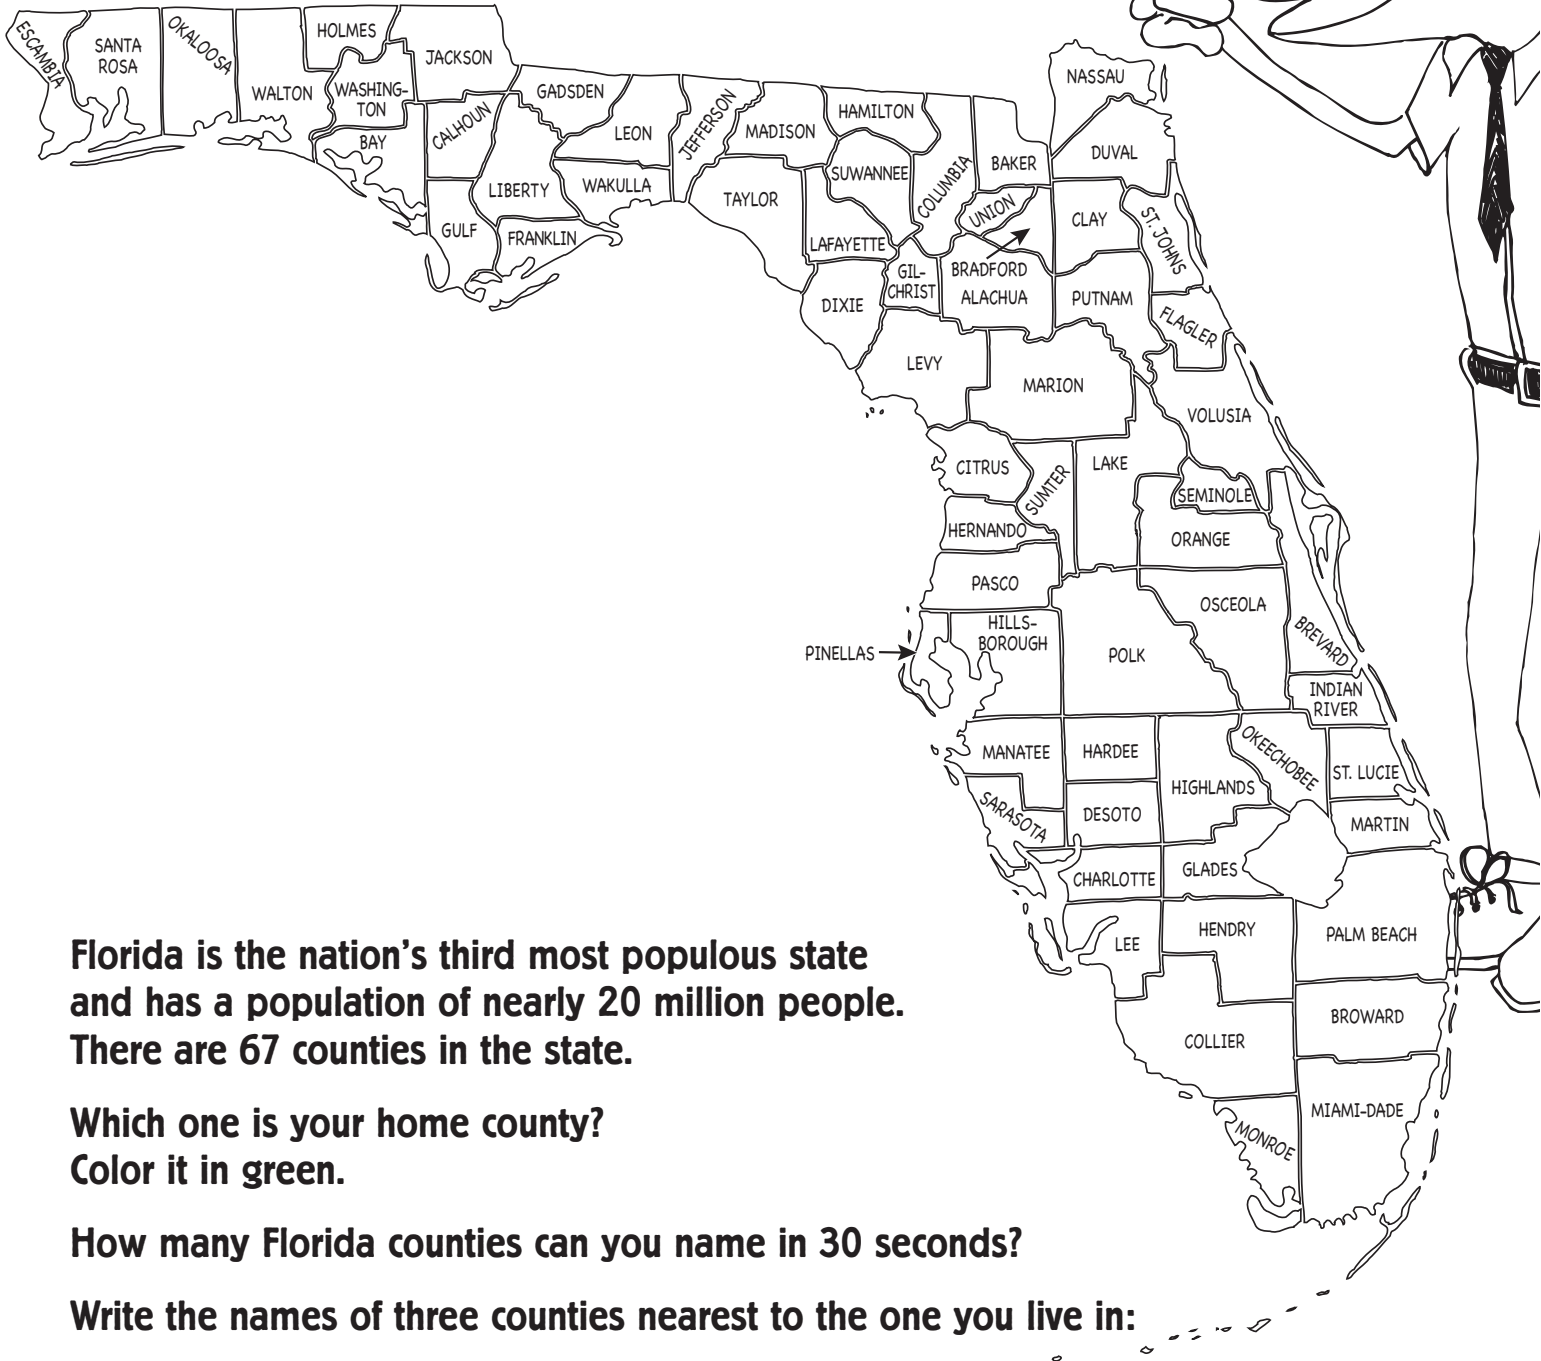 ESCAMBIA
SANTA
ROSA
OKALOOSA
WALTON
HOLMES
WASHING-
TON
BAY
JACKSON
CALHOUN
GULF
LIBERTY
GADSDEN
FRANKLIN
LEON
WAKULLA
JEFFERSON
MADISON
TAYLOR
HAMILTON
SUWANNEE
LAFAYETTE
DIXIE
COLUMBIA
GIL-
CHRIST
BAKER
UNION
BRADFORD
ALACHUA
NASSAU
DUVAL
CLAY
ST. JOHNS
PUTNAM
FLAGLER
LEVY
MARION
VOLUSIA
CITRUS
SUMTER
LAKE
SEMINOLE
HERNANDO
ORANGE
PASCO
OSCEOLA
BREVARD
PINELLAS
HILLS-
BOROUGH
POLK
INDIAN
RIVER
MANATEE
HARDEE
HIGHLANDS
OKEECHOBEE
ST. LUCIE
SARASOTA
DESOTO
MARTIN
CHARLOTTE
GLADES
LEE
HENDRY
PALM BEACH
COLLIER
BROWARD
MONROE
MIAMI-DADE
Florida is the nation's third most populous state
and has a population of nearly 20 million people.
There are 67 counties in the state.
Which one is your home county?
Color it in green.
How many Florida counties can you name in 30 seconds?
Write the names of three counties nearest to the one you live in: